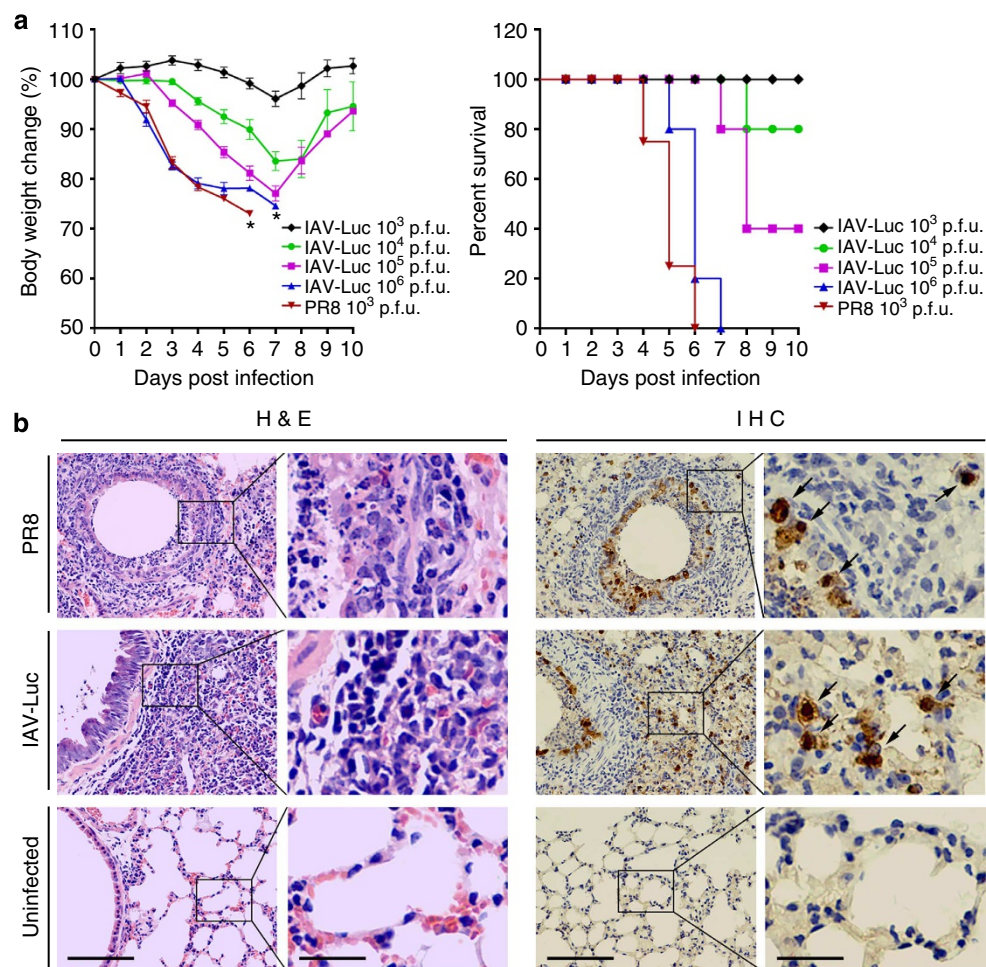 a
Body weight change (%)
110
100
90
80
70
60
50
0 1 2 3 4 5 6 7 8 9 10
Days post infection
* *
IAV-Luc 10³ p.f.u.
IAV-Luc 10⁴ p.f.u.
IAV-Luc 10⁵ p.f.u.
IAV-Luc 10⁶ p.f.u.
PR8 10³ p.f.u.
Percent survival
120
100
80
60
40
20
0
0 1 2 3 4 5 6 7 8 9 10
Days post infection
IAV-Luc 10³ p.f.u.
IAV-Luc 10⁴ p.f.u.
IAV-Luc 10⁵ p.f.u.
IAV-Luc 10⁶ p.f.u.
PR8 10³ p.f.u.
b
H & E
I H C
PR8
IAV-Luc
Uninfected